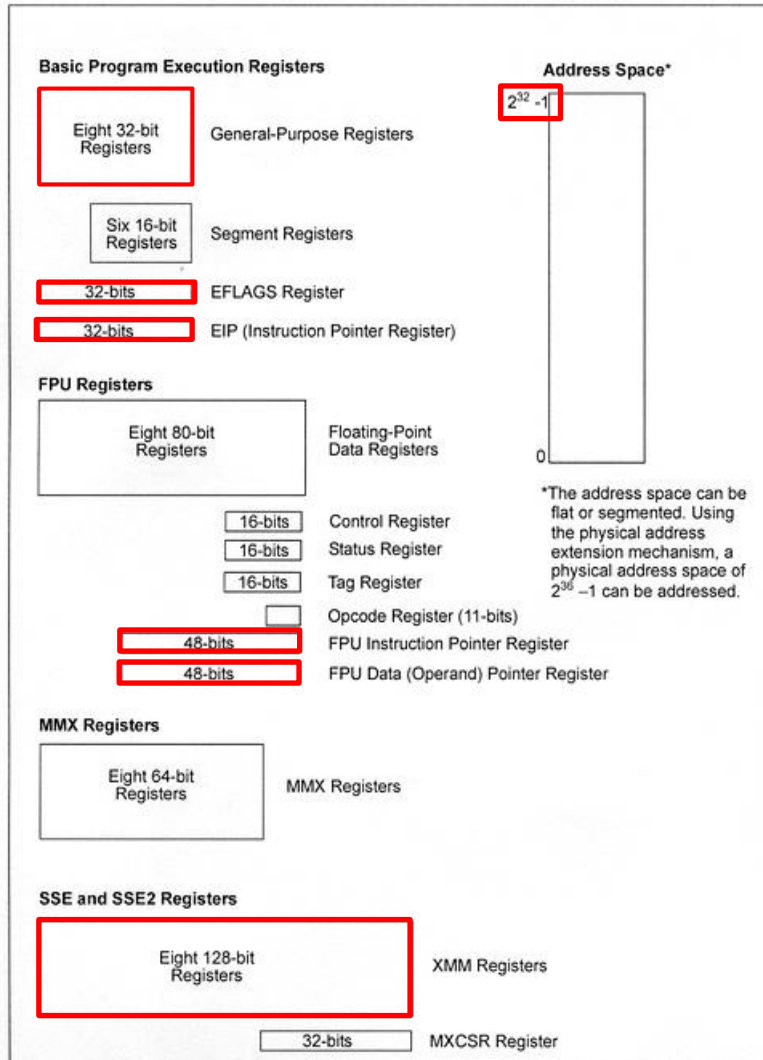 Basic Program Execution Registers
Address Space*
2^32 -1
Eight 32-bit
Registers
General-Purpose Registers
Six 16-bit
Registers
Segment Registers
32-bits
EFLAGS Register
32-bits
EIP (Instruction Pointer Register)
FPU Registers
Eight 80-bit
Registers
Floating-Point
Data Registers
0
*The address space can be
flat or segmented. Using
the physical address
extension mechanism, a
physical address space of
2^36 –1 can be addressed.
16-bits
Control Register
16-bits
Status Register
16-bits
Tag Register
Opcode Register (11-bits)
48-bits
FPU Instruction Pointer Register
48-bits
FPU Data (Operand) Pointer Register
MMX Registers
Eight 64-bit
Registers
MMX Registers
SSE and SSE2 Registers
Eight 128-bit
Registers
XMM Registers
32-bits
MXCSR Register